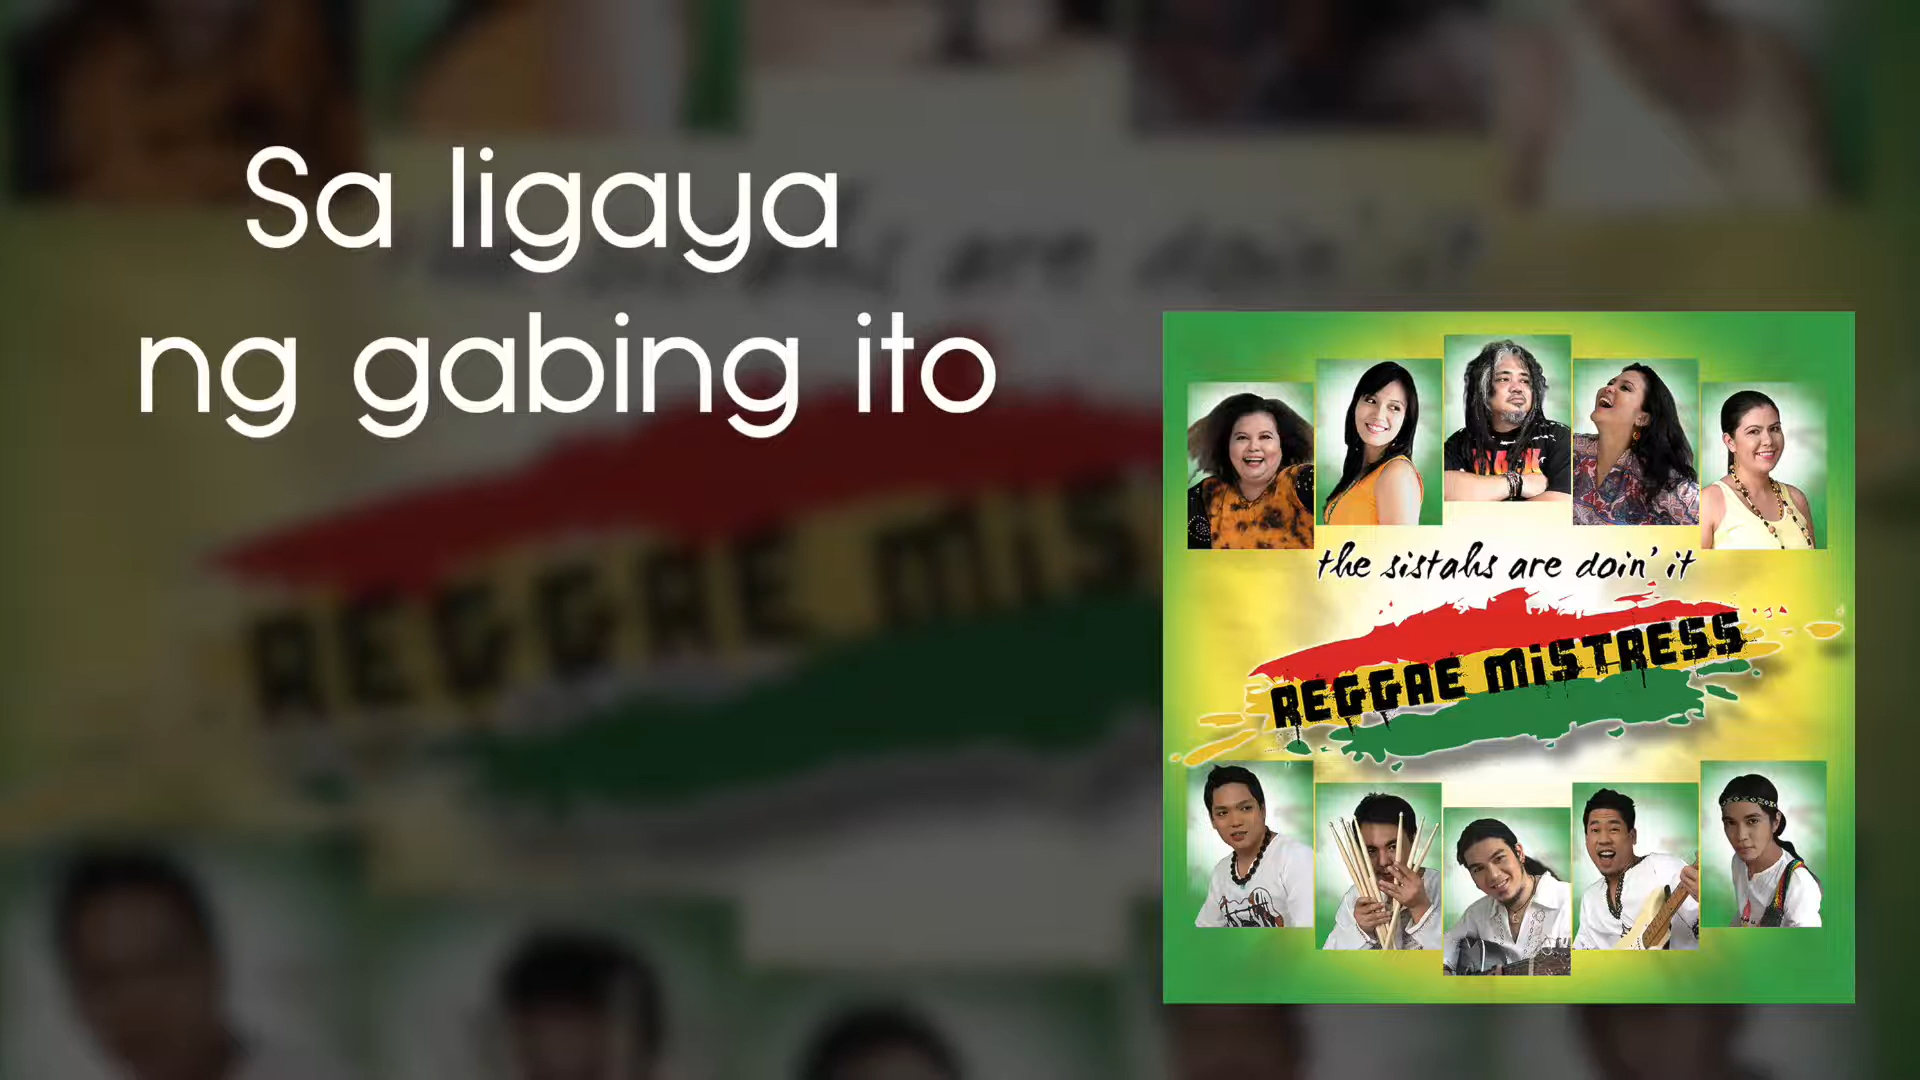 Sa ligaya
ng gabing ito
the sistahs are doin' it
REGGAE MiSTRESS